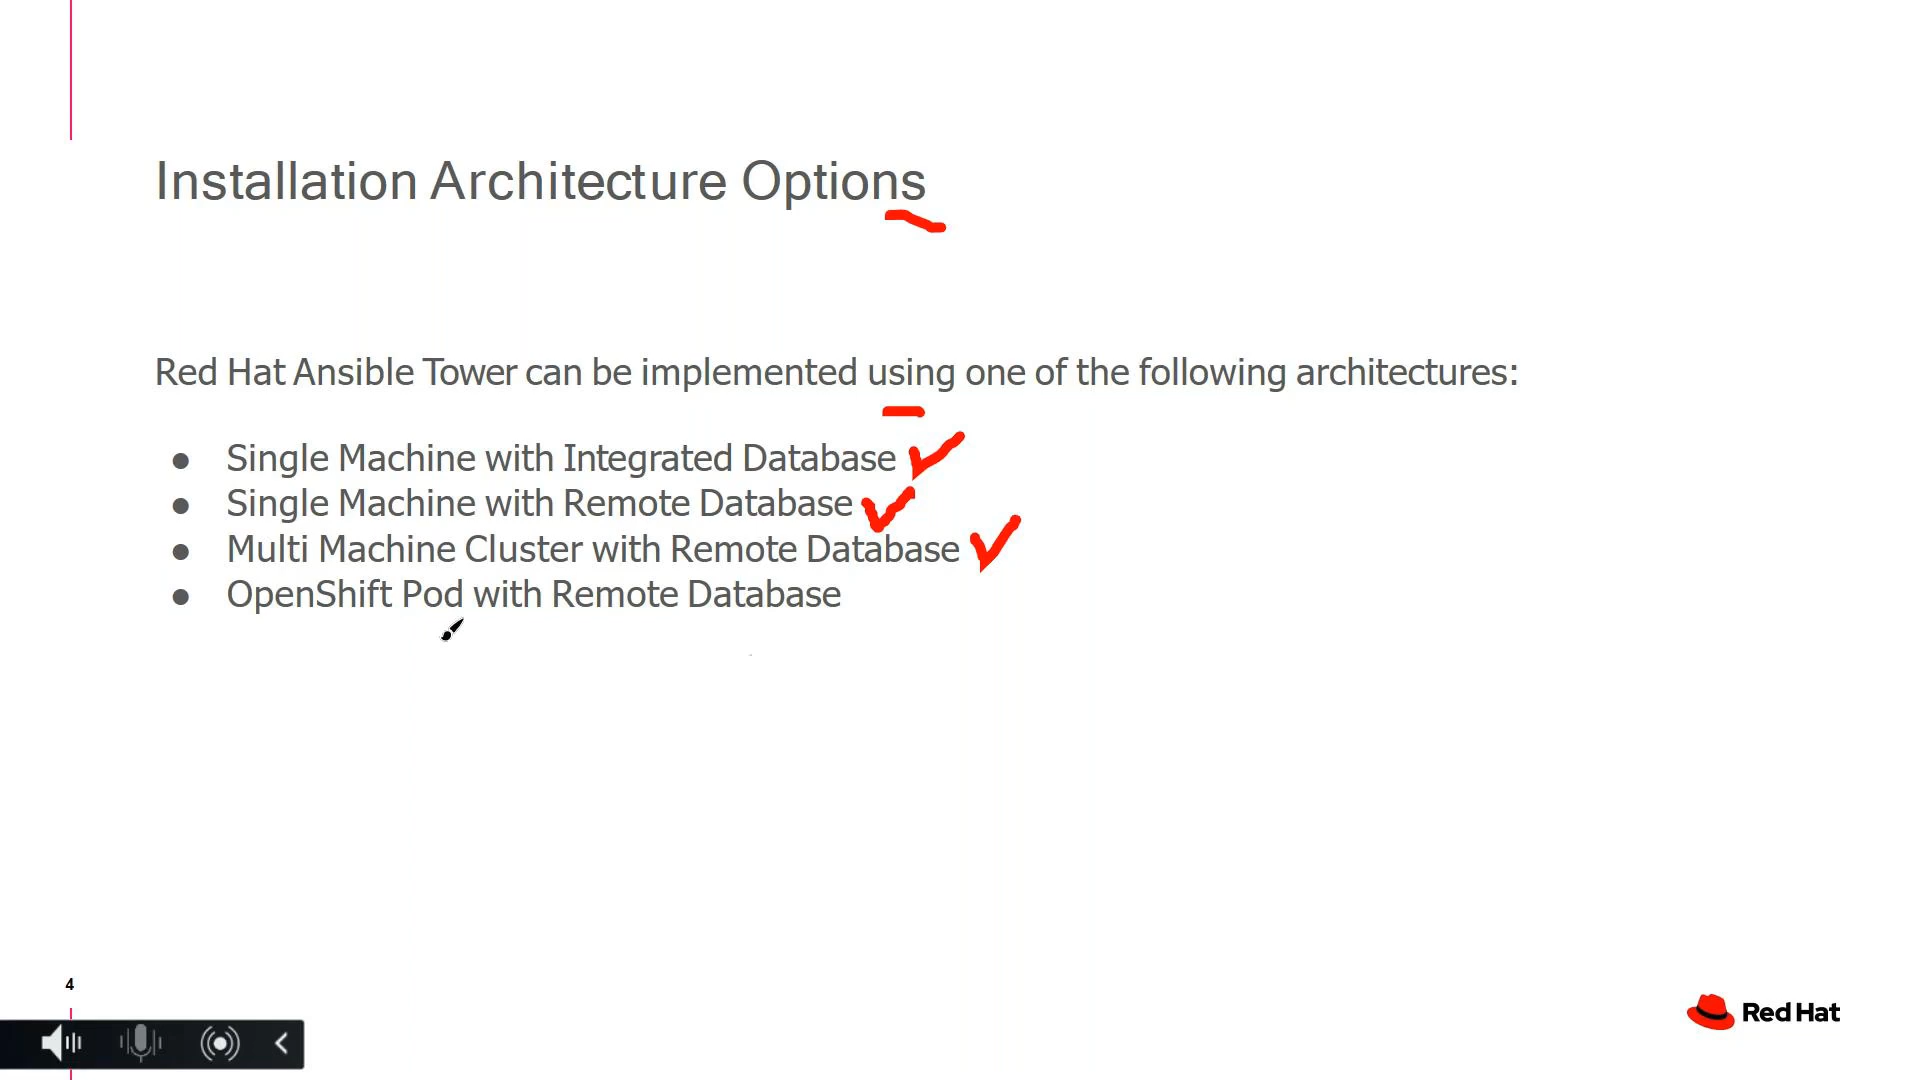 Installation Architecture Options
Red Hat Ansible Tower can be implemented using one of the following architectures:
● Single Machine with Integrated Database
● Single Machine with Remote Database
● Multi Machine Cluster with Remote Database
● OpenShift Pod with Remote Database
4
Red Hat